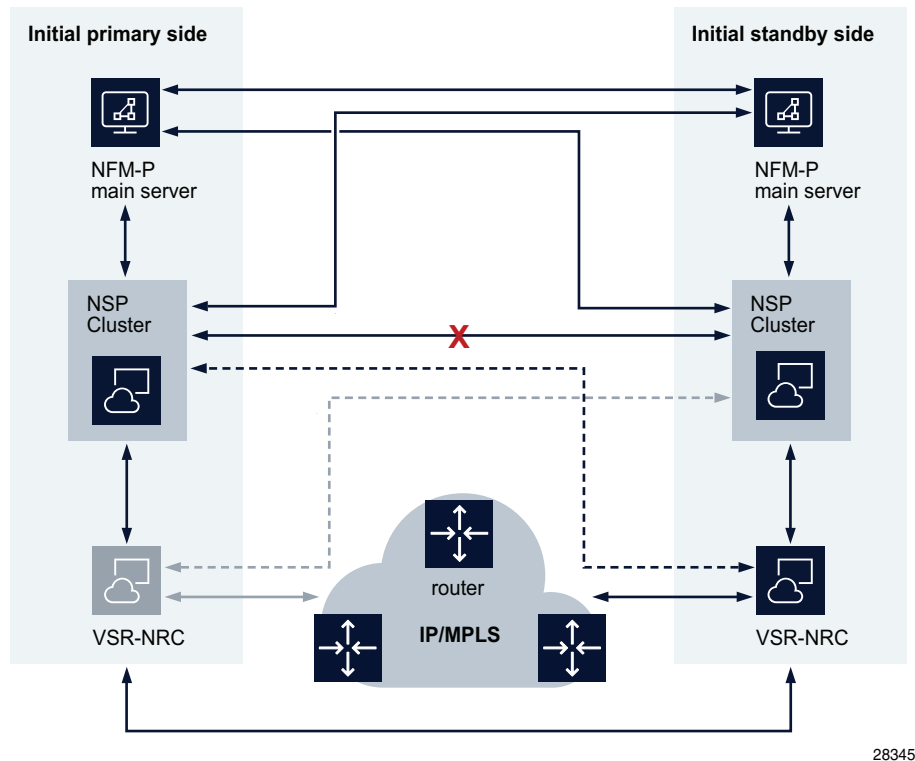 Initial primary side
Initial standby side
NFM-P
main server
NFM-P
main server
NSP
Cluster
NSP
Cluster
X
router
IP/MPLS
VSR-NRC
VSR-NRC
28345